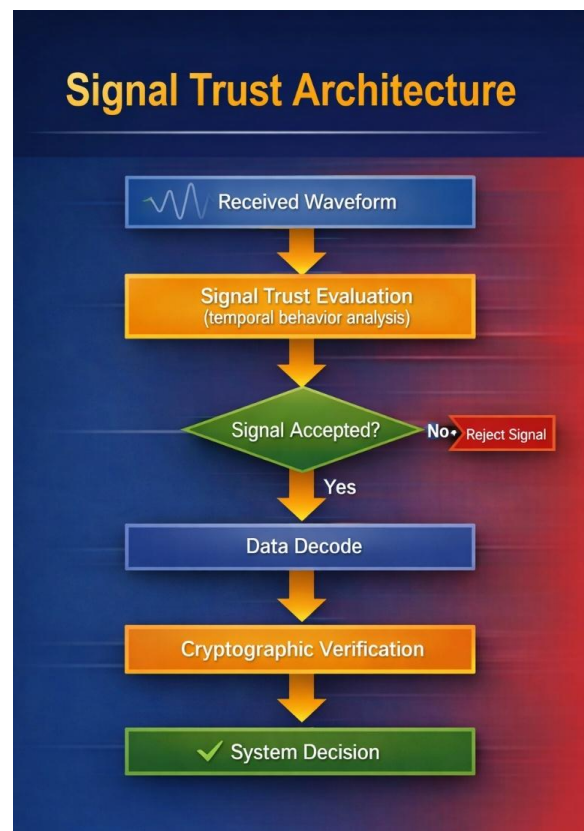 Signal Trust Architecture
Received Waveform
Signal Trust Evaluation
(temporal behavior analysis)
Signal Accepted?
No
Reject Signal
Yes
Data Decode
Cryptographic Verification
System Decision